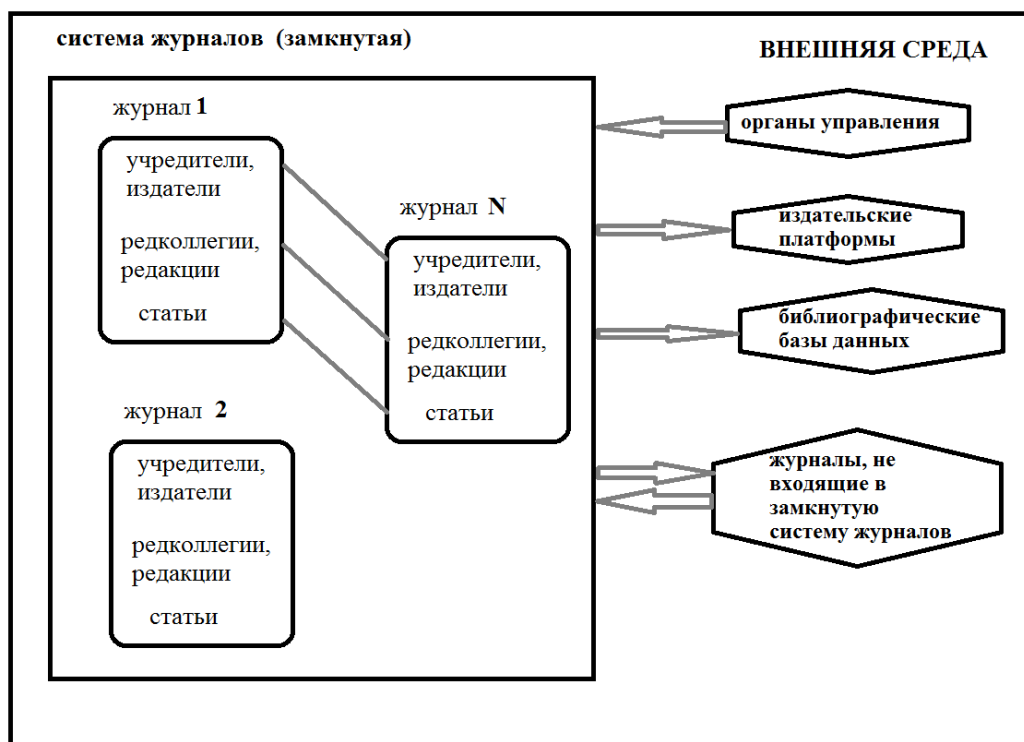 система журналов (замкнутая)
ВНЕШНЯЯ СРЕДА
журнал 1
учредители,
издатели
редколлегии,
редакции
статьи
журнал N
учредители,
издатели
редколлегии,
редакции
статьи
журнал 2
учредители,
издатели
редколлегии,
редакции
статьи
органы управления
издательские
платформы
библиографические
базы данных
журналы, не
входящие в
замкнутую
систему журналов